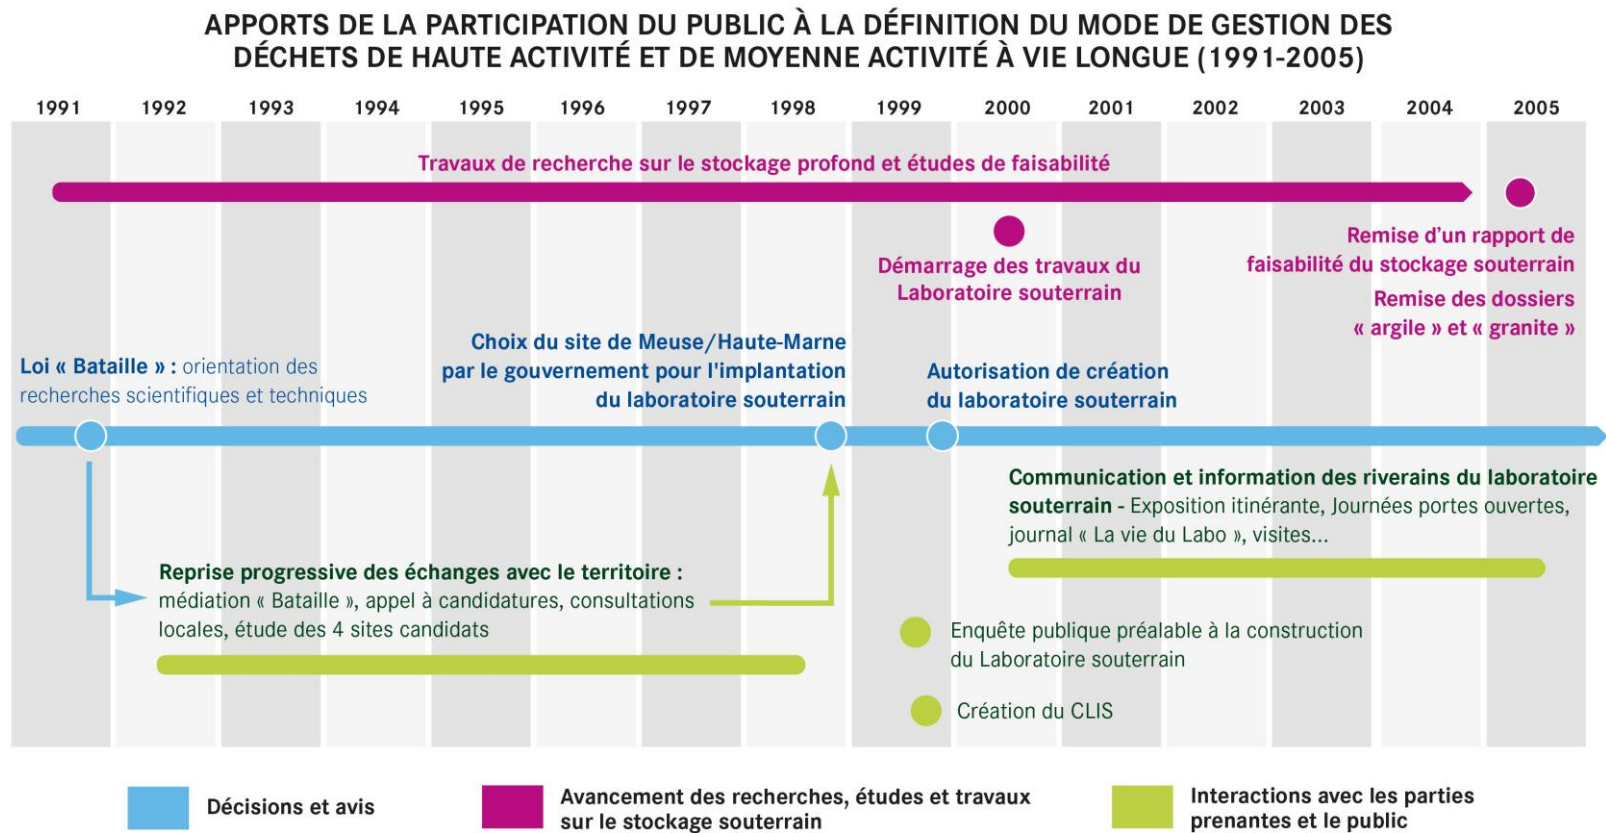 APPORTS DE LA PARTICIPATION DU PUBLIC À LA DÉFINITION DU MODE DE GESTION DES
DÉCHETS DE HAUTE ACTIVITÉ ET DE MOYENNE ACTIVITÉ À VIE LONGUE (1991-2005)
1991 1992 1993 1994 1995 1996 1997 1998 1999 2000 2001 2002 2003 2004 2005
Travaux de recherche sur le stockage profond et études de faisabilité
Démarrage des travaux du
Laboratoire souterrain
Remise d’un rapport de
faisabilité du stockage souterrain
Remise des dossiers
« argile » et « granite »
Loi « Bataille » : orientation des
recherches scientifiques et techniques
Choix du site de Meuse/Haute-Marne
par le gouvernement pour l'implantation
du laboratoire souterrain
Autorisation de création
du laboratoire souterrain
Communication et information des riverains du laboratoire
souterrain - Exposition itinérante, Journées portes ouvertes,
journal « La vie du Labo », visites...
Reprise progressive des échanges avec le territoire :
médiation « Bataille », appel à candidatures, consultations
locales, étude des 4 sites candidats
Enquête publique préalable à la construction
du Laboratoire souterrain
Création du CLIS
Décisions et avis
Avancement des recherches, études et travaux
sur le stockage souterrain
Interactions avec les parties
prenantes et le public